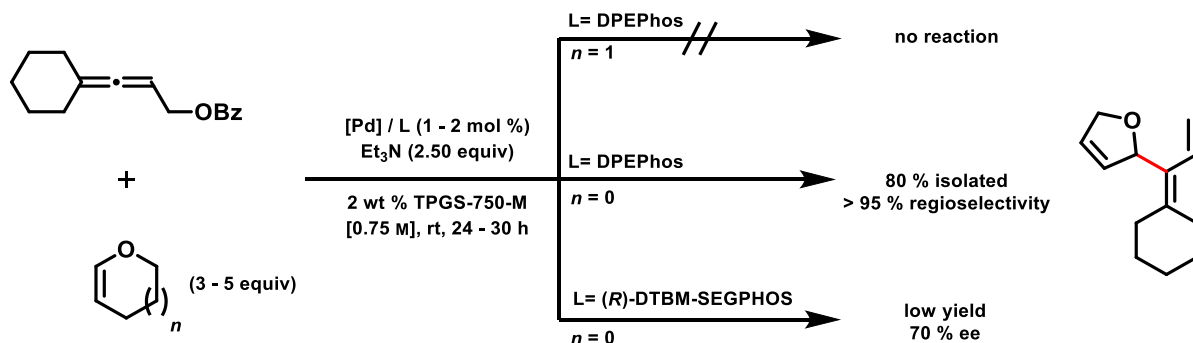 OBz
+
O
n
(3 - 5 equiv)
[Pd] / L (1 - 2 mol %)
Et₃N (2.50 equiv)
2 wt % TPGS-750-M
[0.75 M], rt, 24 - 30 h
L= DPEPhos
n = 1
no reaction
L= DPEPhos
n = 0
80 % isolated
> 95 % regioselectivity
O
L= (R)-DTBM-SEGPHOS
n = 0
low yield
70 % ee